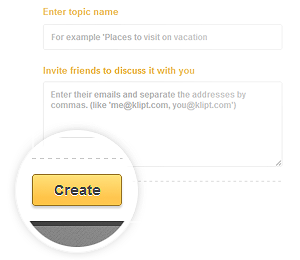 Enter topic name
For example 'Places to visit on vacation
Invite friends to discuss it with you
Enter their emails and separate the addresses by
commas. (like 'me@klipt.com, you@klipt.com')
Create